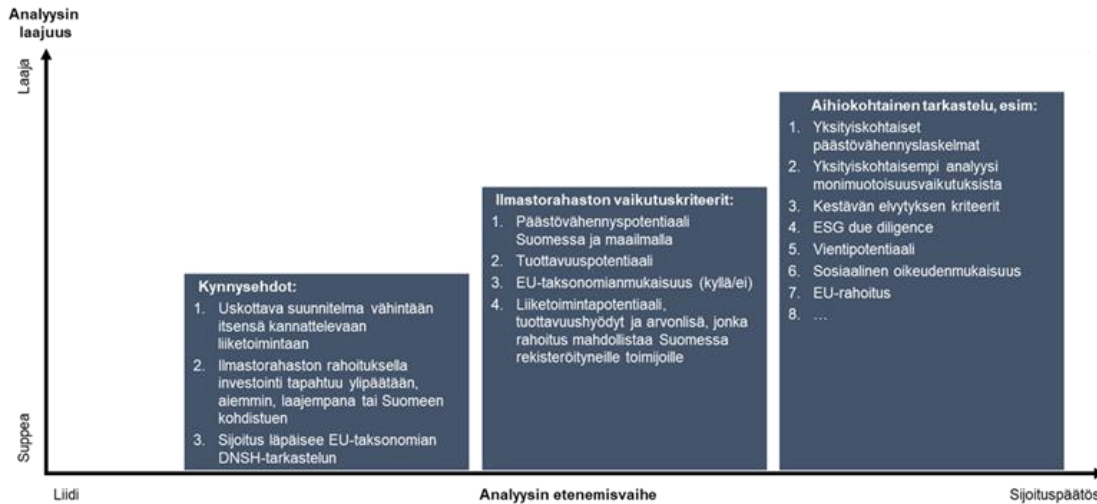 Analyysin
laajuus
Laaja
Suppea
Kynnysehdot:
1. Uskottava suunnitelma vähintään
itsensä kannattelevaan
liiketoimintaan
2. Ilmastorahaston rahoituksella
investointi tapahtuu ylipäätään,
aiemmin, laajempana tai Suomeen
kohdistuen
3. Sijoitus läpäisee EU-taksonomian
DNSH-tarkastelun
Ilmastorahaston vaikutuskriteerit:
1. Päästövähennyspotentiaali
Suomessa ja maailmalla
2. Tuottavuuspotentiaali
3. EU-taksonomianmukaisuus (kyllä/ei)
4. Liiketoimintapotentiaali,
tuottavuushyödyt ja arvonlisä, jonka
rahoitus mahdollistaa Suomessa
rekisteröityneille toimijoille
Aihiokohtainen tarkastelu, esim:
1. Yksityiskohtaiset
päästövähennyslaskelmat
2. Yksityiskohtaisempi analyysi
monimuotoisuusvaikutuksista
3. Kestävän elvytyksen kriteerit
4. ESG due diligence
5. Vientipotentiaali
6. Sosiaalinen oikeudenmukaisuus
7. EU-rahoitus
8. …
Liidi
Analyysin etenemisvaihe
Sijoituspäätös